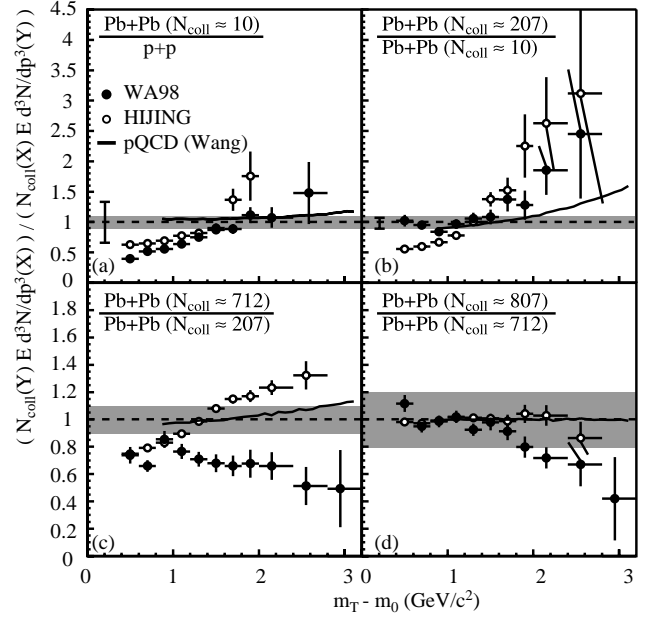 ( N_coll(Y) E d³N/dp³(X) ) / ( N_coll(X) E d³N/dp³(Y) )
4.5
4
3.5
3
2.5
2
1.5
1
0.5
0
Pb+Pb (N_coll ≈ 10)
p+p
WA98
HIJING
pQCD (Wang)
(a)
Pb+Pb (N_coll ≈ 207)
Pb+Pb (N_coll ≈ 10)
(b)
1.8
1.6
1.4
1.2
1
0.8
0.6
0.4
0.2
0
Pb+Pb (N_coll ≈ 712)
Pb+Pb (N_coll ≈ 207)
(c)
Pb+Pb (N_coll ≈ 807)
Pb+Pb (N_coll ≈ 712)
(d)
0 1 2 3 0 1 2 3
m_T - m_0 (GeV/c²)